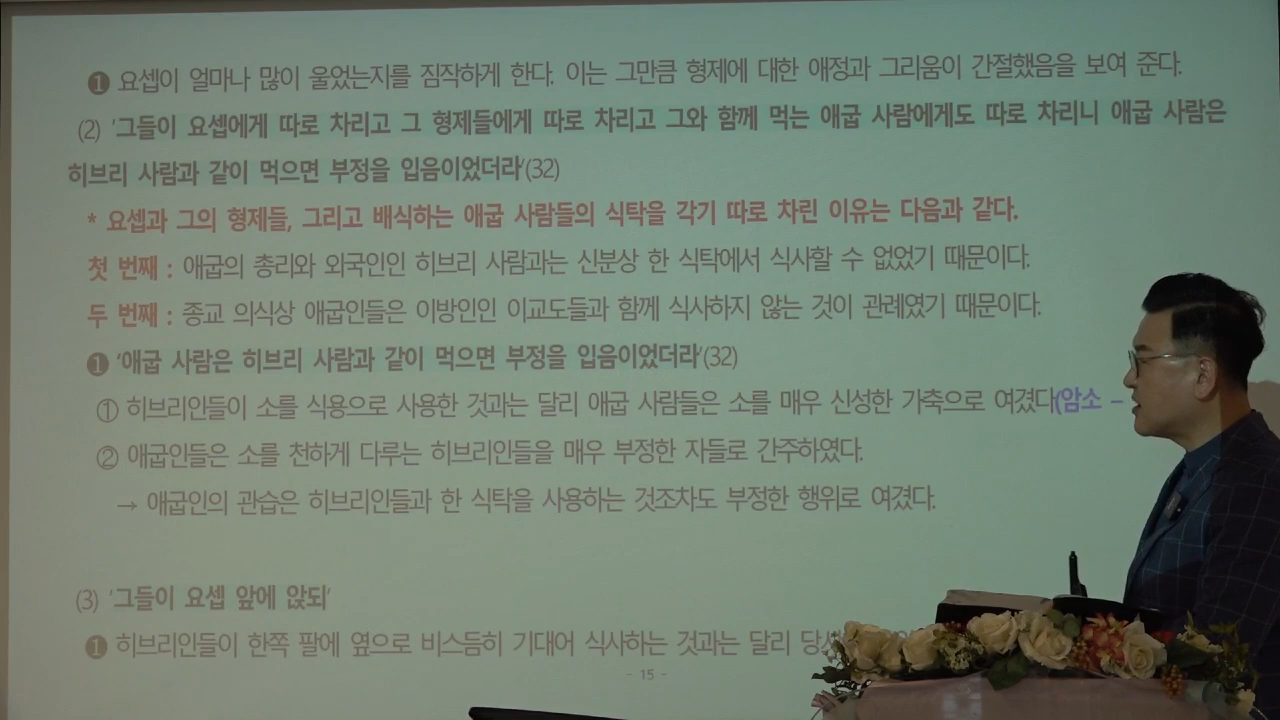 ❶ 요셉이 얼마나 많이 울었는지를 짐작하게 한다. 이는 그만큼 형제에 대한 애정과 그리움이 간절했음을 보여 준다.
(2) '그들이 요셉에게 따로 차리고 그 형제들에게 따로 차리고 그와 함께 먹는 애굽 사람에게도 따로 차리니 애굽 사람은
히브리 사람과 같이 먹으면 부정을 입음이었더라'(32)
* 요셉과 그의 형제들, 그리고 배식하는 애굽 사람들의 식탁을 각기 따로 차린 이유는 다음과 같다.
첫 번째 : 애굽의 총리와 외국인인 히브리 사람과는 신분상 한 식탁에서 식사할 수 없었기 때문이다.
두 번째 : 종교 의식상 애굽인들은 이방인인 이교도들과 함께 식사하지 않는 것이 관례였기 때문이다.
❶ '애굽 사람은 히브리 사람과 같이 먹으면 부정을 입음이었더라'(32)
① 히브리인들이 소를 식용으로 사용한 것과는 달리 애굽 사람들은 소를 매우 신성한 가축으로 여겼다(암소 -
② 애굽인들은 소를 천하게 다루는 히브리인들을 매우 부정한 자들로 간주하였다.
→ 애굽인의 관습은 히브리인들과 한 식탁을 사용하는 것조차도 부정한 행위로 여겼다.
(3) '그들이 요셉 앞에 앉되'
❶ 히브리인들이 한쪽 팔에 옆으로 비스듬히 기대어 식사하는 것과는 달리
- 15 -